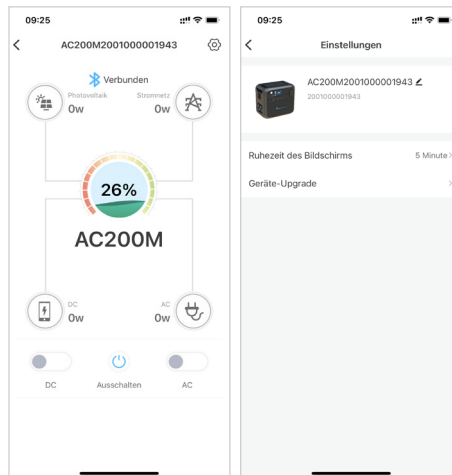 09:25
AC200M2001000001943
Verbunden
Photovoltaik
0w
Stromnetz
0w
26%
AC200M
DC
0w
AC
0w
DC
Ausschalten
AC
09:25
Einstellungen
AC200M2001000001943
2001000001943
Ruhezeit des Bildschirms
5 Minute
Geräte-Upgrade